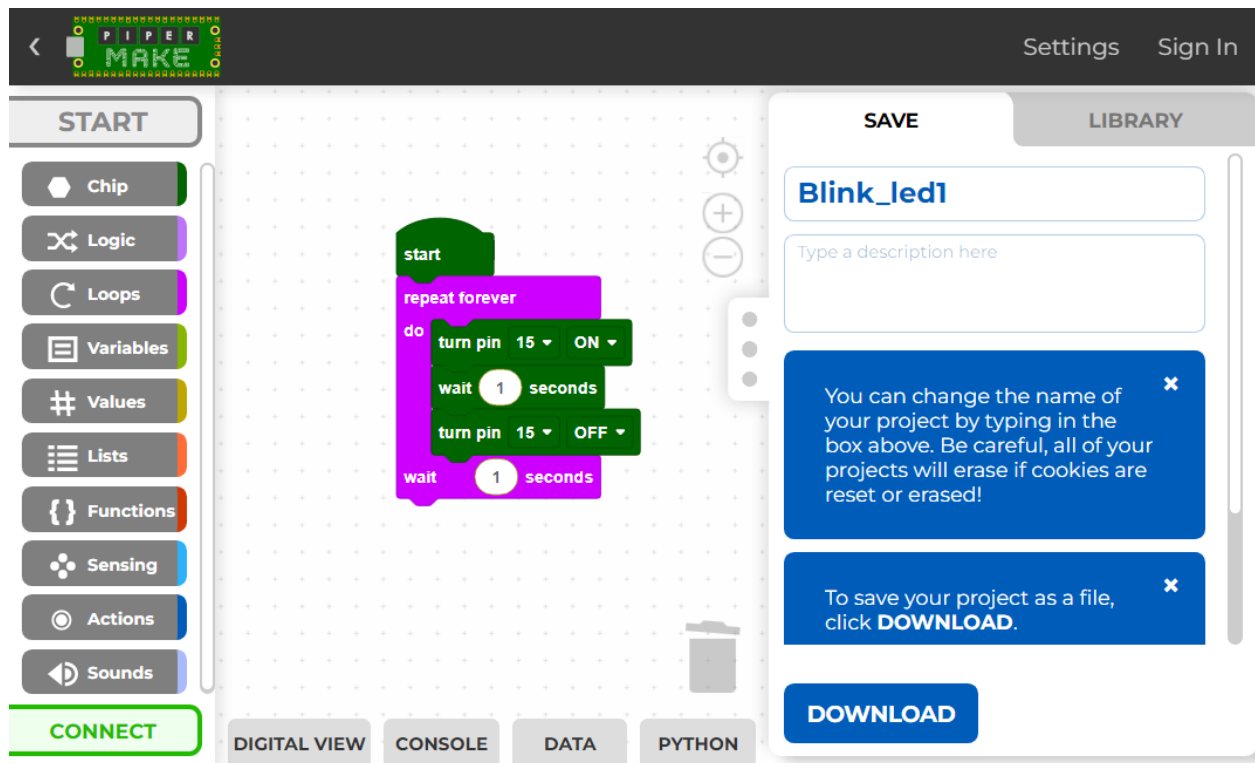 PIPER
MAKE
Settings Sign In
START
Chip
Logic
Loops
Variables
Values
Lists
Functions
Sensing
Actions
Sounds
CONNECT
start
repeat forever
do turn pin 15 ON
wait 1 seconds
turn pin 15 OFF
wait 1 seconds
DIGITAL VIEW CONSOLE DATA PYTHON
SAVE LIBRARY
Blink_led1
Type a description here
You can change the name of
your project by typing in the
box above. Be careful, all of your
projects will erase if cookies are
reset or erased!
To save your project as a file,
click DOWNLOAD.
DOWNLOAD